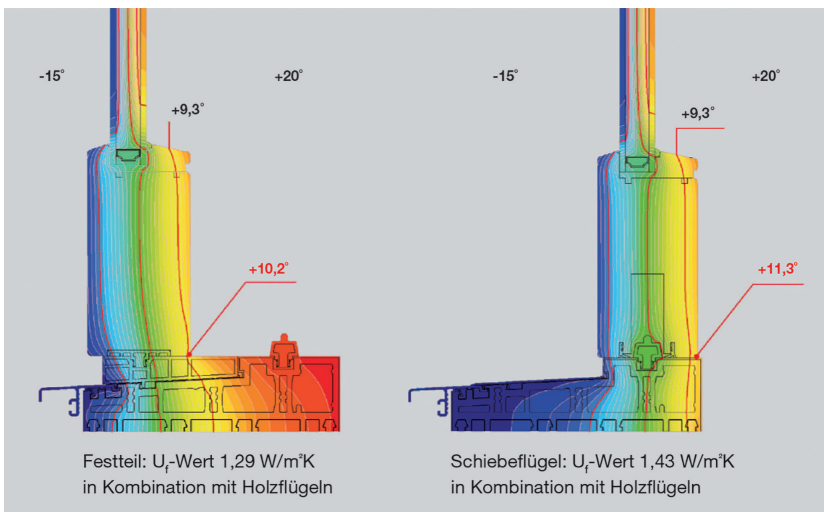 -15°
+20°
+9,3°
+10,2°
Festteil: Uf-Wert 1,29 W/m²K
in Kombination mit Holzflügeln
-15°
+20°
+9,3°
+11,3°
Schiebeflügel: Uf-Wert 1,43 W/m²K
in Kombination mit Holzflügeln